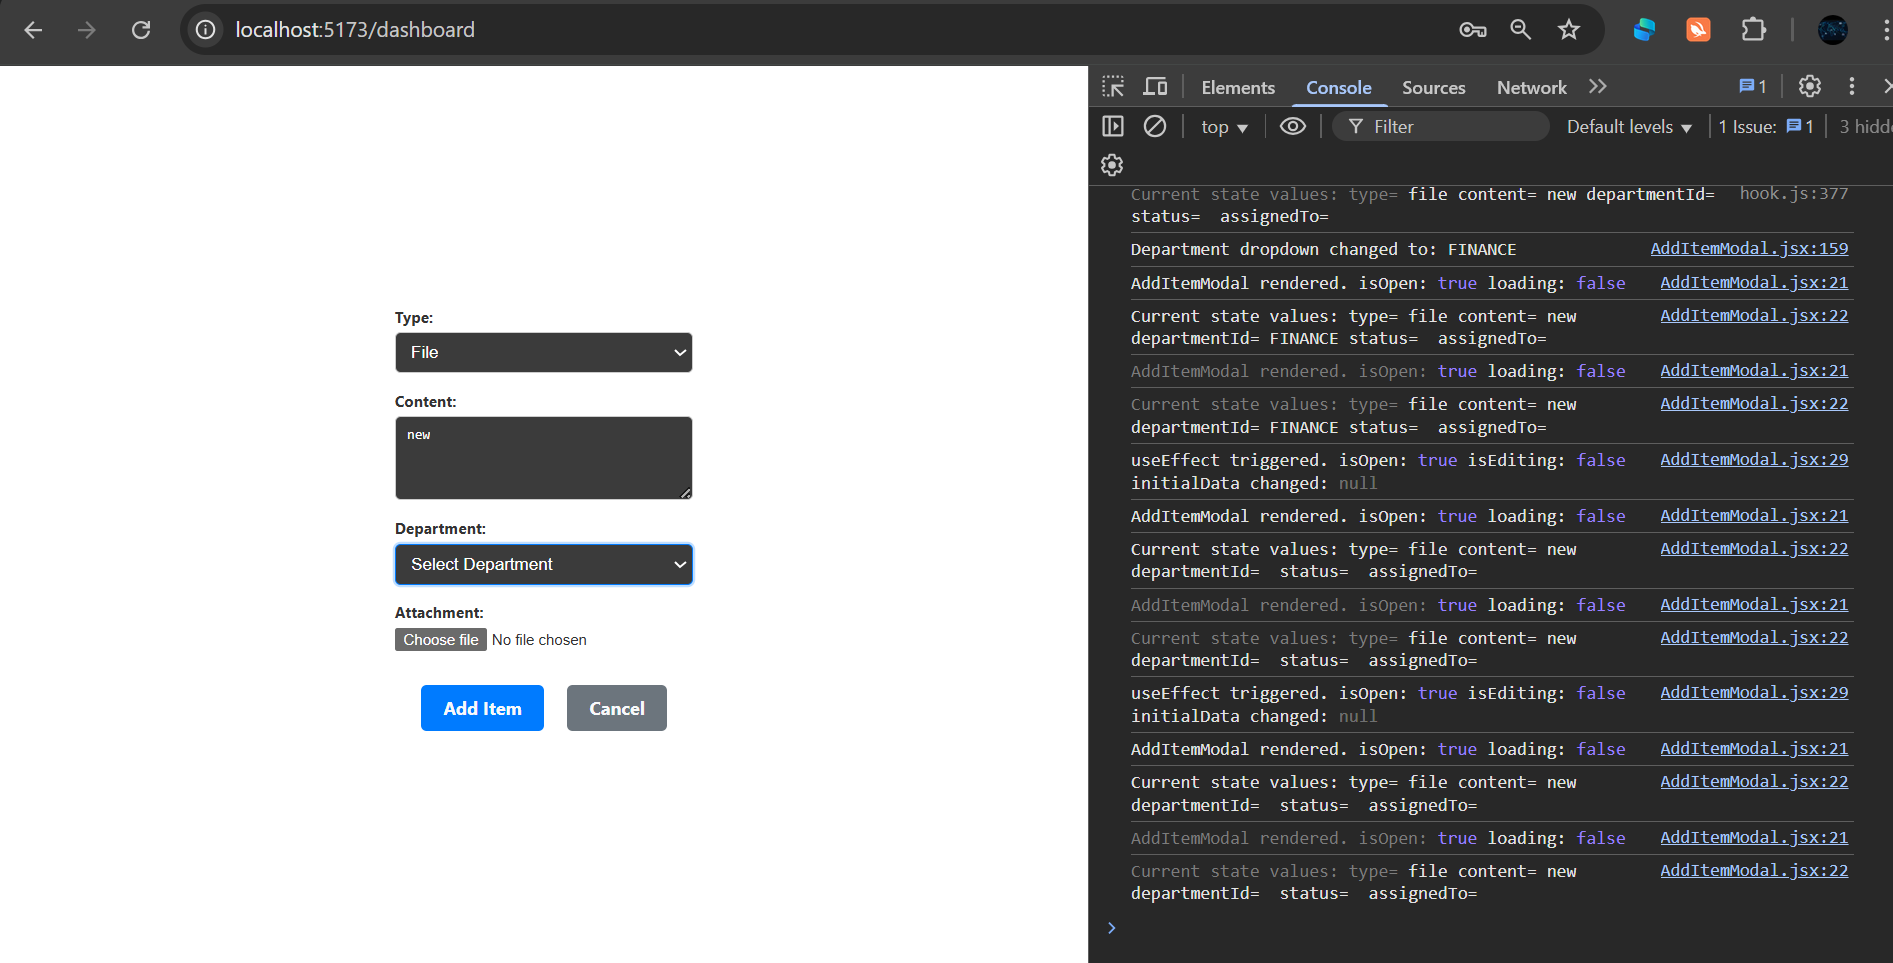 localhost:5173/dashboard
Elements Console Sources Network 1
top Filter Default levels 1 Issue: 1 3 hidde
Type:
File
Content:
new
Department:
Select Department
Attachment:
Choose file No file chosen
Add Item Cancel
Current state values: type= file content= new departmentId= hook.js:377
status=  assignedTo=
Department dropdown changed to: FINANCE AddItemModal.jsx:159
AddItemModal rendered. isOpen: true loading: false AddItemModal.jsx:21
Current state values: type= file content= new AddItemModal.jsx:22
departmentId= FINANCE status=  assignedTo=
AddItemModal rendered. isOpen: true loading: false AddItemModal.jsx:21
Current state values: type= file content= new AddItemModal.jsx:22
departmentId= FINANCE status=  assignedTo=
useEffect triggered. isOpen: true isEditing: false AddItemModal.jsx:29
initialData changed: null
AddItemModal rendered. isOpen: true loading: false AddItemModal.jsx:21
Current state values: type= file content= new AddItemModal.jsx:22
departmentId=  status=  assignedTo=
AddItemModal rendered. isOpen: true loading: false AddItemModal.jsx:21
Current state values: type= file content= new AddItemModal.jsx:22
departmentId=  status=  assignedTo=
useEffect triggered. isOpen: true isEditing: false AddItemModal.jsx:29
initialData changed: null
AddItemModal rendered. isOpen: true loading: false AddItemModal.jsx:21
Current state values: type= file content= new AddItemModal.jsx:22
departmentId=  status=  assignedTo=
AddItemModal rendered. isOpen: true loading: false AddItemModal.jsx:21
Current state values: type= file content= new AddItemModal.jsx:22
departmentId=  status=  assignedTo=